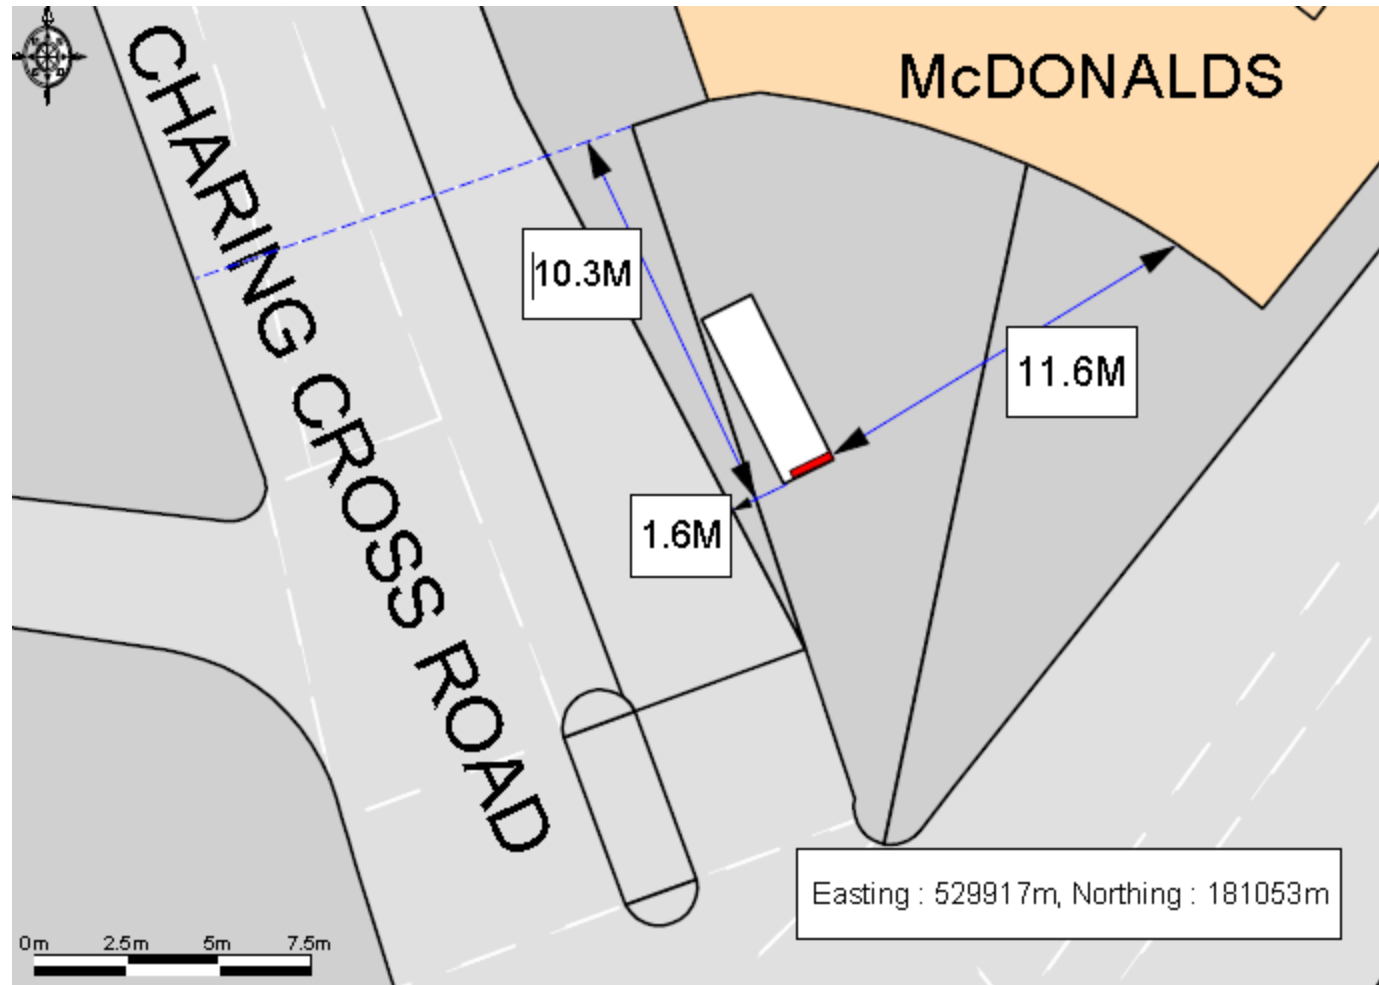 McDONALDS
CHARING CROSS ROAD
10.3M
11.6M
1.6M
Easting : 529917m, Northing : 181053m
0m 2.5m 5m 7.5m